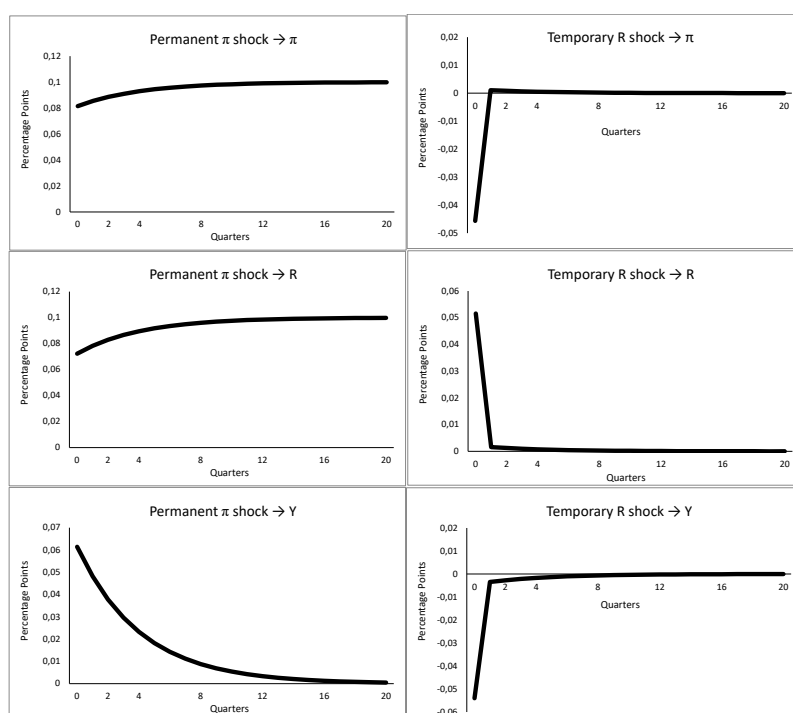 Permanent π shock → π
0,12
0,1
0,08
0,06
0,04
0,02
0
Percentage Points
0 2 4 8 12 16 20
Quarters
Temporary R shock → π
0,02
0,01
0
-0,01
-0,02
-0,03
-0,04
-0,05
Percentage Points
0 2 4 8 12 16 20
Quarters
Permanent π shock → R
0,12
0,1
0,08
0,06
0,04
0,02
0
Percentage Points
0 2 4 8 12 16 20
Quarters
Temporary R shock → R
0,06
0,05
0,04
0,03
0,02
0,01
0
Percentage Points
0 2 4 8 12 16 20
Quarters
Permanent π shock → Y
0,07
0,06
0,05
0,04
0,03
0,02
0,01
0
Percentage Points
0 2 4 8 12 16 20
Quarters
Temporary R shock → Y
0,02
0,01
0
-0,01
-0,02
-0,03
-0,04
-0,05
-0,06
Percentage Points
0 2 4 8 12 16 20
Quarters